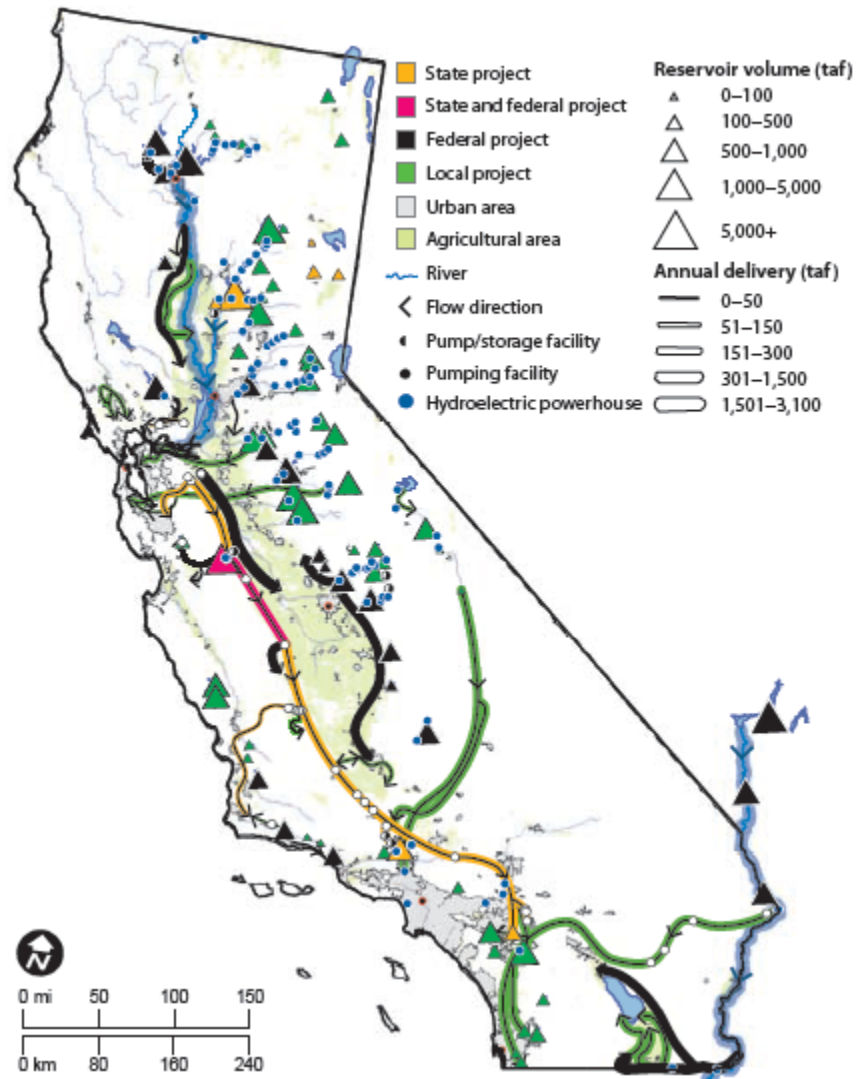 State project
State and federal project
Federal project
Local project
Urban area
Agricultural area
River
Flow direction
Pump/storage facility
Pumping facility
Hydroelectric powerhouse
Reservoir volume (taf)
0–100
100–500
500–1,000
1,000–5,000
5,000+
Annual delivery (taf)
0–50
51–150
151–300
301–1,500
1,501–3,100
N
0 mi 50 100 150
0 km 80 160 240